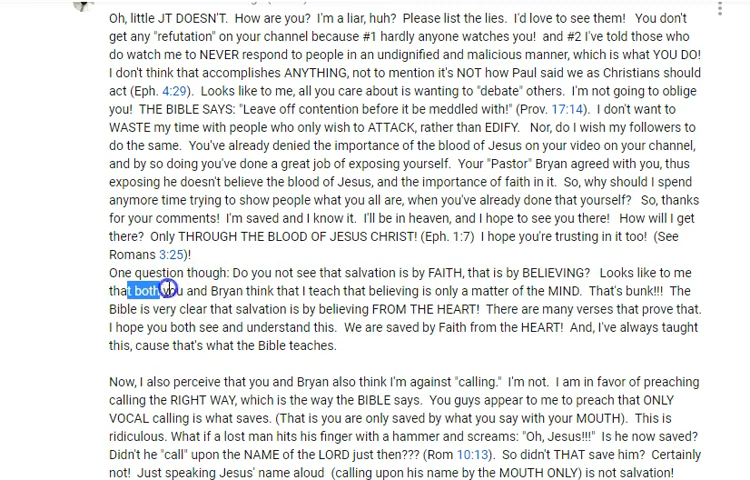 Oh, little JT DOESN'T.  How are you?  I'm a liar, huh?  Please list the lies.  I'd love to see them!   You don't
get any "refutation" on your channel because #1 hardly anyone watches you!  and #2 I've told those who
do watch me to NEVER respond to people in an undignified and malicious manner, which is what YOU DO!
I don't think that accomplishes ANYTHING, not to mention it's NOT how Paul said we as Christians should
act (Eph. 4:29).  Looks like to me, all you care about is wanting to "debate" others.  I'm not going to oblige
you!  THE BIBLE SAYS: "Leave off contention before it be meddled with!" (Prov. 17:14).  I don't want to
WASTE my time with people who only wish to ATTACK, rather than EDIFY.   Nor, do I wish my followers to
do the same.  You've already denied the importance of the blood of Jesus on your video on your channel,
and by so doing you've done a great job of exposing yourself.  Your "Pastor" Bryan agreed with you, thus
exposing he doesn't believe the blood of Jesus, and the importance of faith in it.  So, why should I spend
anymore time trying to show people what you all are, when you've already done that yourself?  So, thanks
for your comments!  I'm saved and I know it.  I'll be in heaven, and I hope to see you there!   How will I get
there?  Only THROUGH THE BLOOD OF JESUS CHRIST! (Eph. 1:7)  I hope you're trusting in it too!  (See
Romans 3:25)!
One question though: Do you not see that salvation is by FAITH, that is by BELIEVING?   Looks like to me
that both you and Bryan think that I teach that believing is only a matter of the MIND.  That's bunk!!!  The
Bible is very clear that salvation is by believing FROM THE HEART!  There are many verses that prove that.
I hope you both see and understand this.   We are saved by Faith from the HEART!  And, I've always taught
this, cause that's what the Bible teaches.
Now, I also perceive that you and Bryan also think I'm against "calling."  I'm not.  I am in favor of preaching
calling the RIGHT WAY, which is the way the BIBLE says.  You guys appear to me to preach that ONLY
VOCAL calling is what saves.  (That is you are only saved by what you say with your MOUTH).  This is
ridiculous. What if a lost man hits his finger with a hammer and screams: "Oh, Jesus!!!"  Is he now saved?
Didn't he "call" upon the NAME of the LORD just then??? (Rom 10:13).  So didn't THAT save him?  Certainly
not!  Just speaking Jesus' name aloud  (calling upon his name by the MOUTH ONLY) is not salvation!